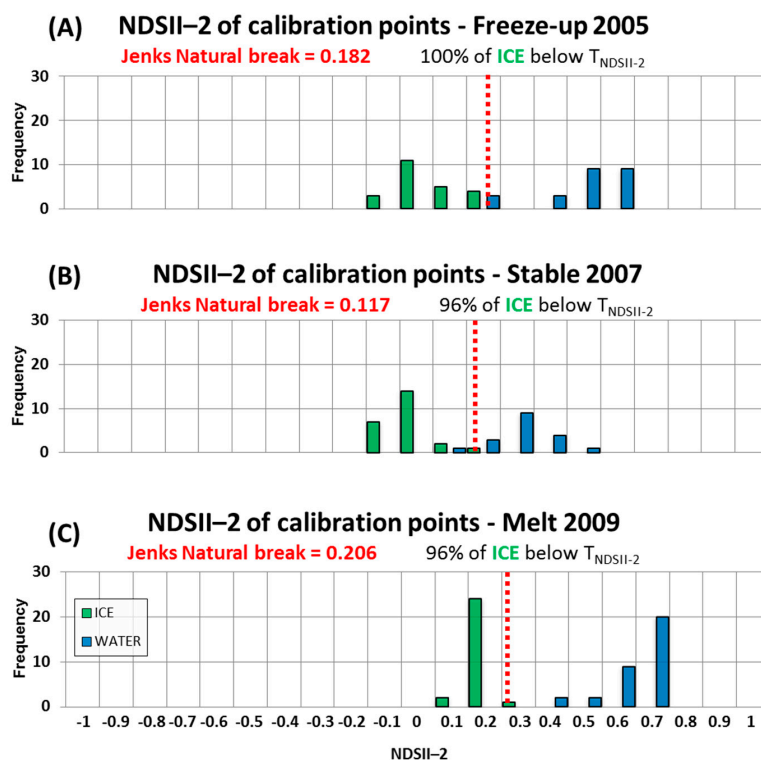 (A) NDSII–2 of calibration points - Freeze-up 2005
Jenks Natural break = 0.182 100% of ICE below TNDSII-2
30
20
10
0
Frequency
(B) NDSII–2 of calibration points - Stable 2007
Jenks Natural break = 0.117 96% of ICE below TNDSII-2
30
20
10
0
Frequency
(C) NDSII–2 of calibration points - Melt 2009
Jenks Natural break = 0.206 96% of ICE below TNDSII-2
30
20
10
0
Frequency
ICE
WATER
-1 -0.9 -0.8 -0.7 -0.6 -0.5 -0.4 -0.3 -0.2 -0.1 0 0.1 0.2 0.3 0.4 0.5 0.6 0.7 0.8 0.9 1
NDSII–2